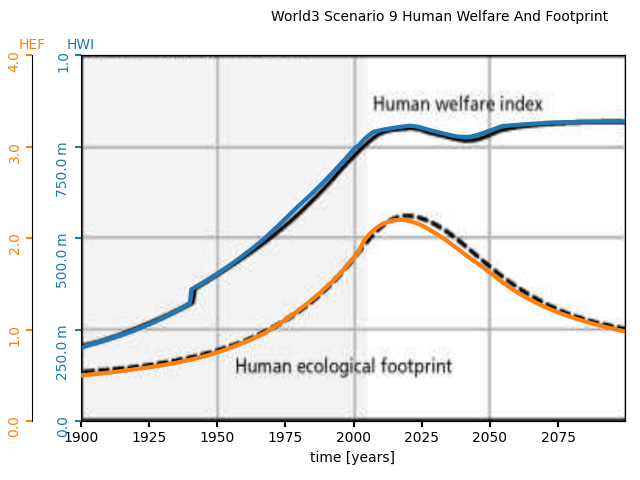 World3 Scenario 9 Human Welfare And Footprint
HEF HWI
4.0
3.0
2.0
1.0
0.0
1.0
750.0 m
500.0 m
250.0 m
0.0
Human welfare index
Human ecological footprint
1900 1925 1950 1975 2000 2025 2050 2075
time [years]